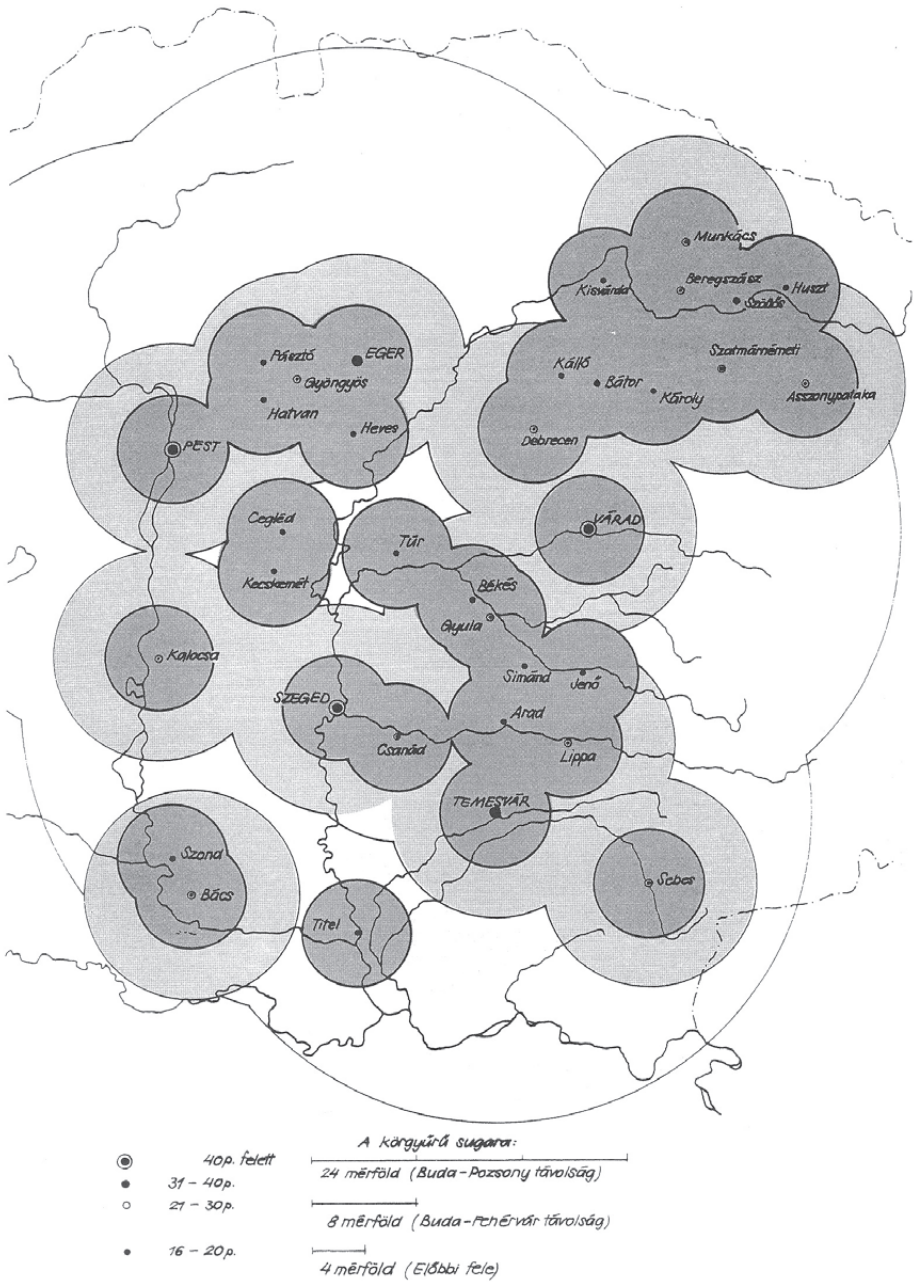 Munkács
Kisvárda
Beregszász
Szőllős
Huszt
Pásztó
EGER
Gyöngyös
Hatvan
Heves
PEST
Kálló
Bátor
Szatmárnémeti
Károly
Asszonypataka
Debrecen
Cegléd
Kecskemét
Túr
VÁRAD
Békés
Gyula
Kalocsa
Simánd
Jenő
SZEGED
Arad
Csanád
Lippa
TEMESVÁR
Szond
Bács
Sebes
Titel
A körgyűrű sugara:
40p. felett
24 mérföld (Buda-Pozsony távolság)
31 - 40p.
21 - 30p.
8 mérföld (Buda-Fehérvár távolság)
16 - 20p.
4 mérföld (Előbbi fele)